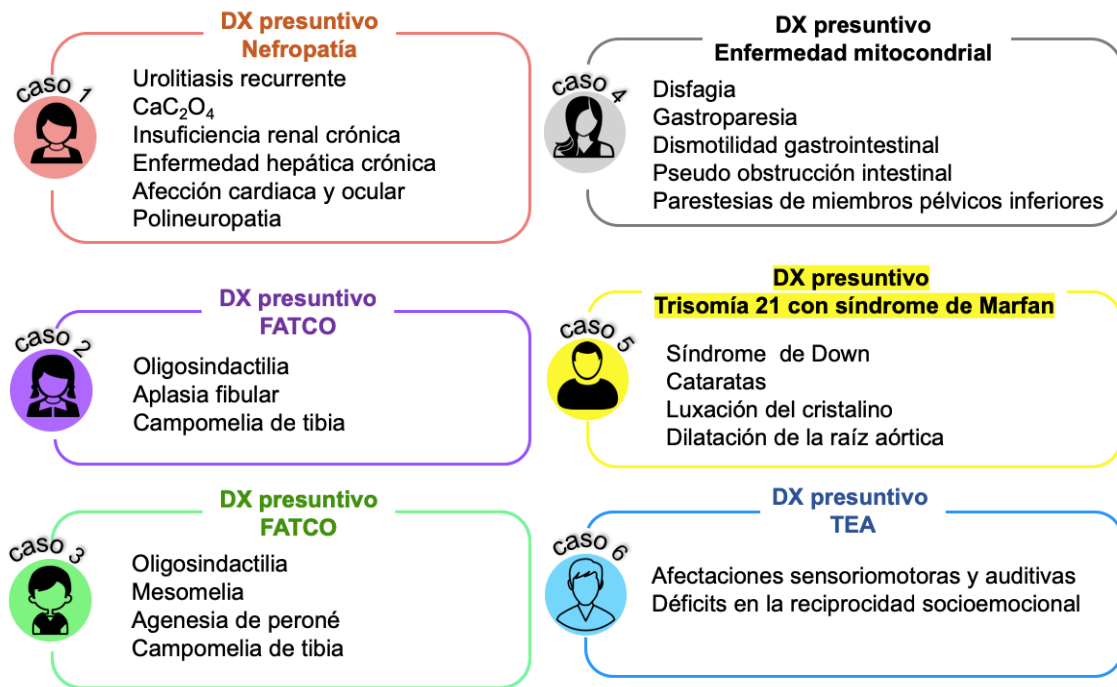 DX presuntivo
Nefropatía
caso 1
Urolitiasis recurrente
CaC₂O₄
Insuficiencia renal crónica
Enfermedad hepática crónica
Afección cardiaca y ocular
Polineuropatia
DX presuntivo
FATCO
caso 2
Oligosindactilia
Aplasia fibular
Campomelia de tibia
DX presuntivo
FATCO
caso 3
Oligosindactilia
Mesomelia
Agenesia de peroné
Campomelia de tibia
DX presuntivo
Enfermedad mitocondrial
caso 4
Disfagia
Gastroparesia
Dismotilidad gastrointestinal
Pseudo obstrucción intestinal
Parestesias de miembros pélvicos inferiores
DX presuntivo
Trisomía 21 con síndrome de Marfan
caso 5
Síndrome de Down
Cataratas
Luxación del cristalino
Dilatación de la raíz aórtica
DX presuntivo
TEA
caso 6
Afectaciones sensoriomotoras y auditivas
Déficits en la reciprocidad socioemocional